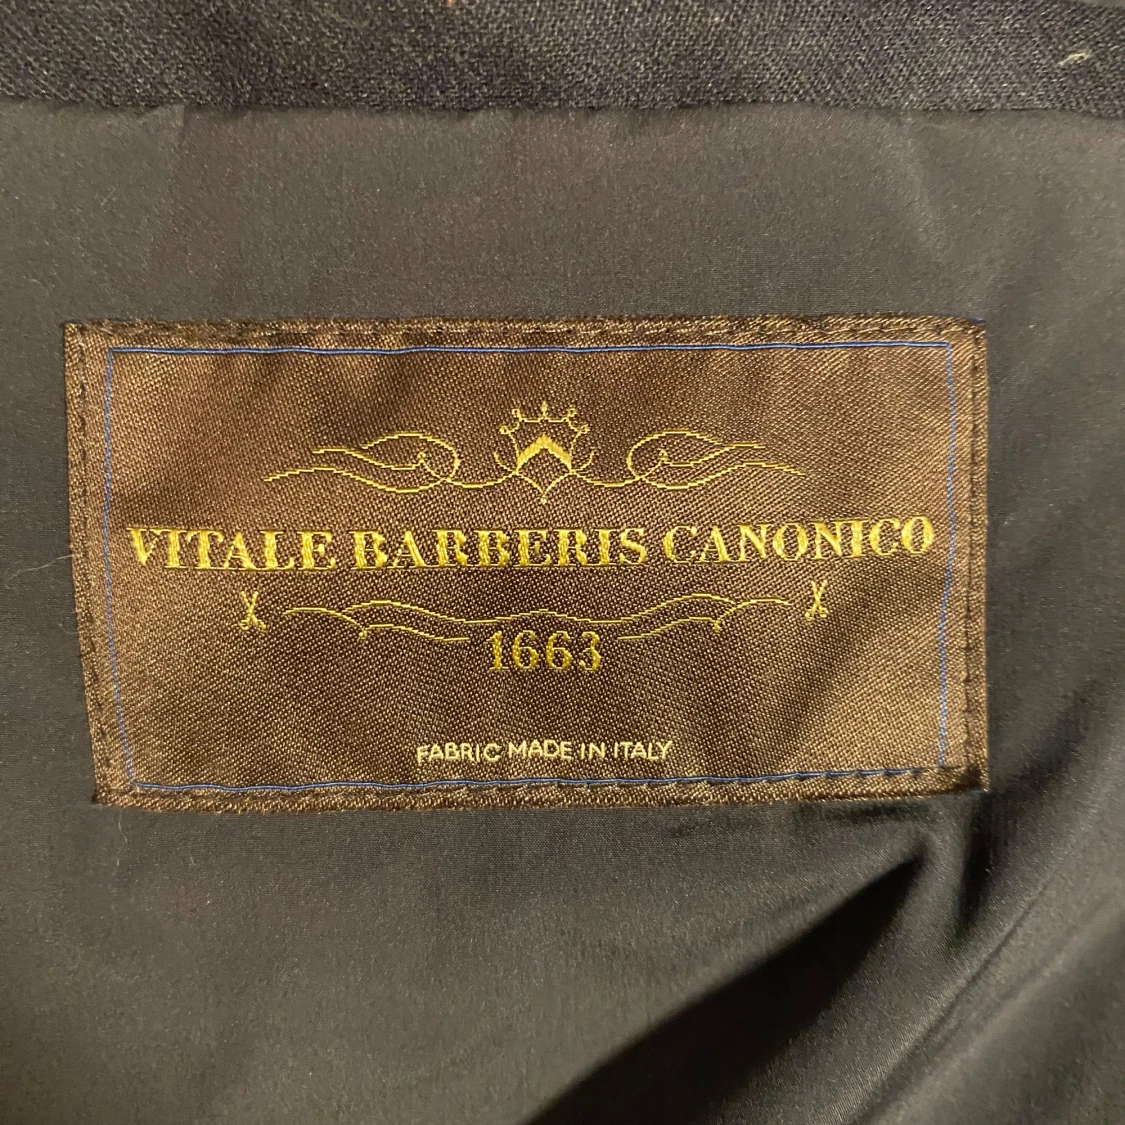 VITALE BARBERIS CANONICO
1663
FABRIC MADE IN ITALY